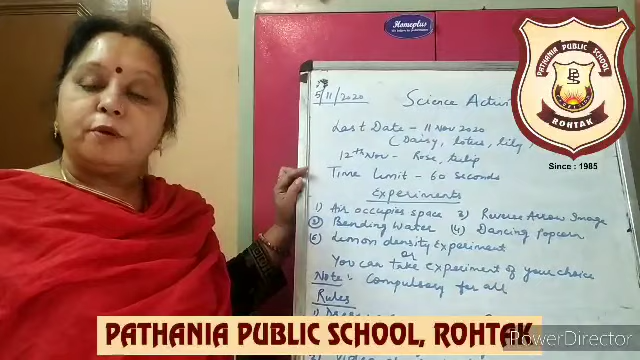 Homeplus
5/11/2020 Science Activi
Last Date - 11 Nov 2020
(Daisy, lotus, lily,
12th Nov - Rose, tulip
Time limit - 60 seconds
Experiments
1) Air occupies space 3) Reverse Arrow Image
2) Bending Water (4) Dancing Popcorn
(5) Lemon density Experiment
or
You can take experiment of your choice
Note: Compulsory for all
Rules
PATHANIA PUBLIC SCHOOL
PS
ROHTAK
Since : 1985
PATHANIA PUBLIC SCHOOL, ROHTAK
PowerDirector